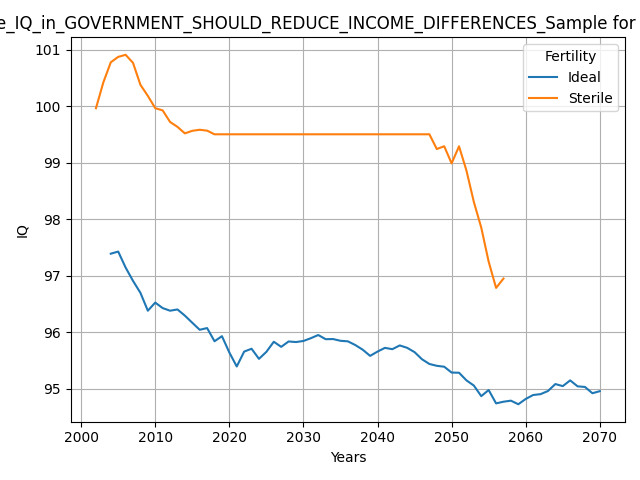 e_IQ_in_GOVERNMENT_SHOULD_REDUCE_INCOME_DIFFERENCES_Sample for
Fertility
Ideal
Sterile
IQ
101
100
99
98
97
96
95
2000 2010 2020 2030 2040 2050 2060 2070
Years